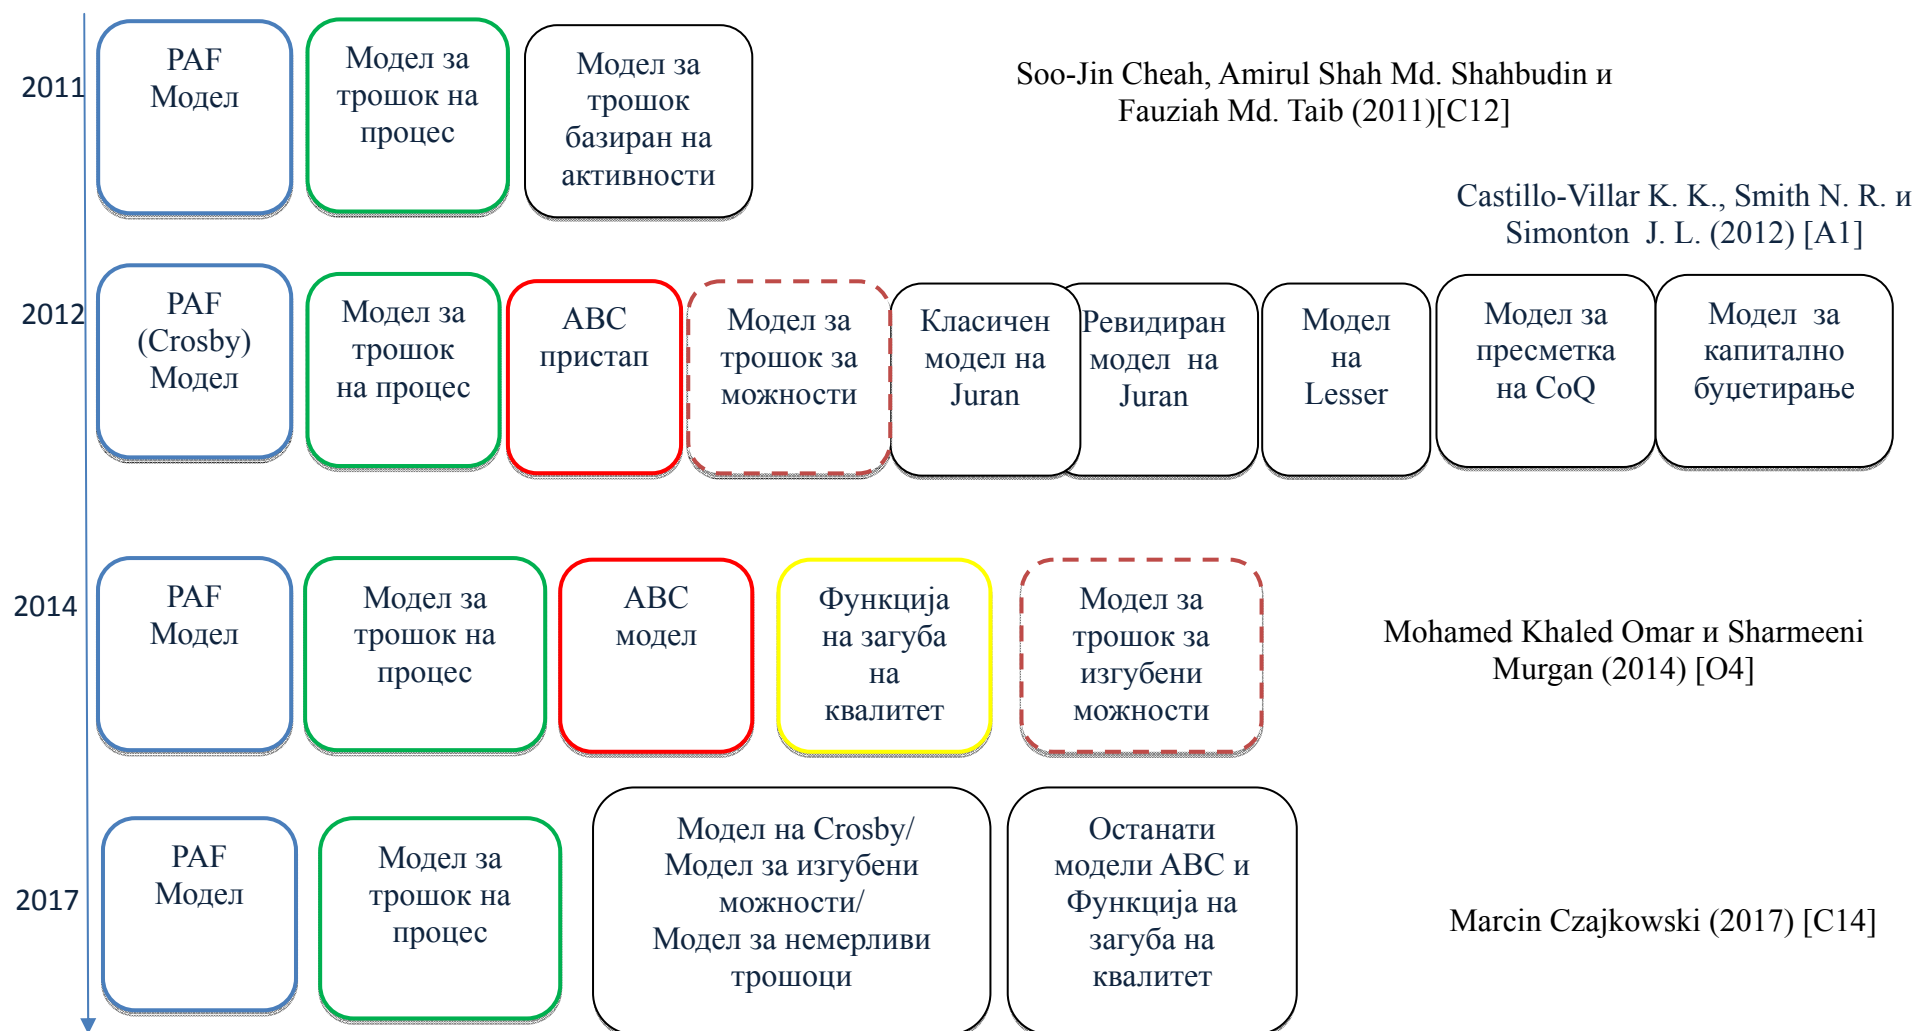 2011
PAF
Модел
Модел за
трошок на
процес
Модел за
трошок
базиран на
активности
Soo-Jin Cheah, Amirul Shah Md. Shahbudin и
Fauziah Md. Taib (2011)[C12]
Castillo-Villar K. K., Smith N. R. и
Simonton J. L. (2012) [A1]
2012
PAF
(Crosby)
Модел
Модел за
трошок
на процес
ABC
пристап
Модел за
трошок за
можности
Класичен
модел на
Juran
Ревидиран
модел на
Juran
Модел
на
Lesser
Модел за
пресметка
на CoQ
Модел за
капитално
буџетирање
2014
PAF
Модел
Модел за
трошок на
процес
ABC
модел
Функција
на загуба
на
квалитет
Модел за
трошок за
изгубени
можности
Mohamed Khaled Omar и Sharmeeni
Murgan (2014) [O4]
2017
PAF
Модел
Модел за
трошок на
процес
Модел на Crosby/
Модел за изгубени
можности/
Модел за немерливи
трошоци
Останати
модели ABC и
Функција на
загуба на
квалитет
Marcin Czajkowski (2017) [C14]